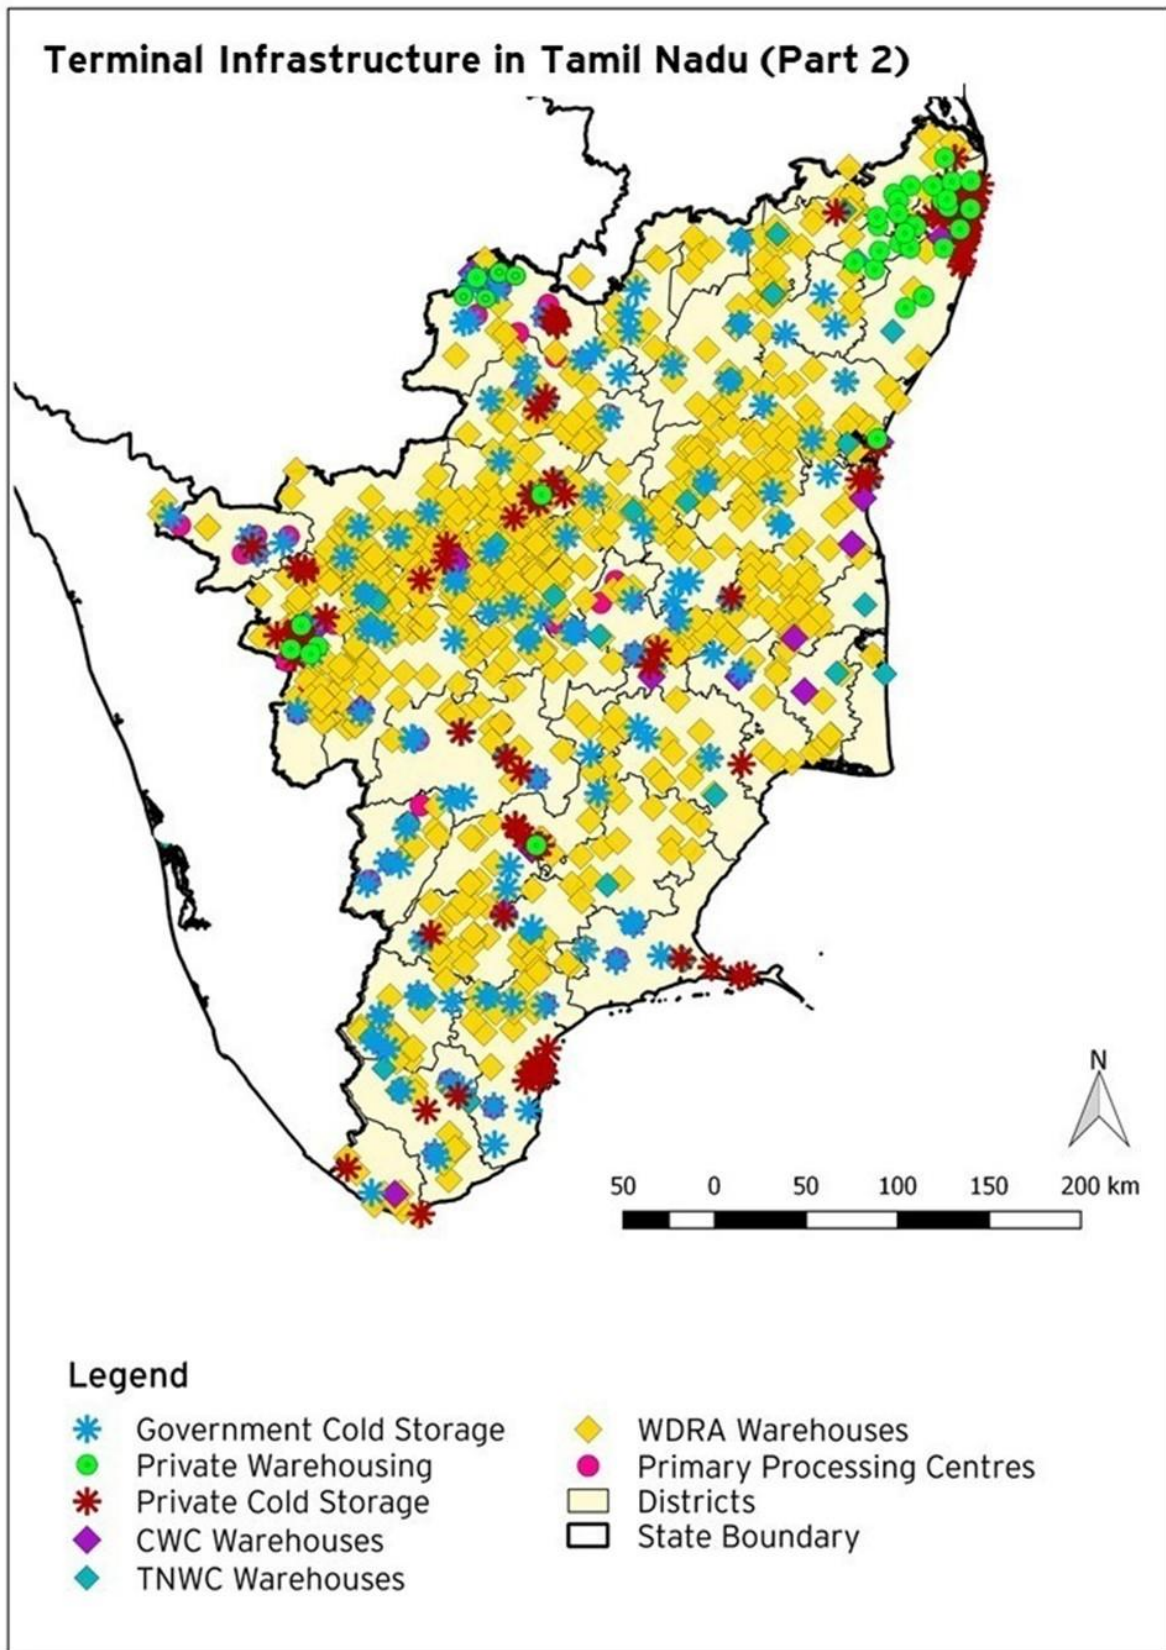 Terminal Infrastructure in Tamil Nadu (Part 2)
N
50 0 50 100 150 200 km
Legend
Government Cold Storage
Private Warehousing
Private Cold Storage
CWC Warehouses
TNWC Warehouses
WDRA Warehouses
Primary Processing Centres
Districts
State Boundary